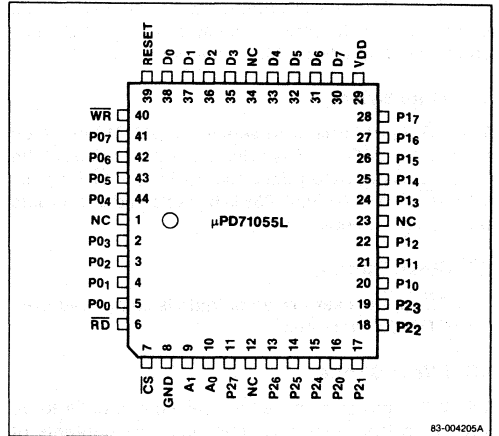 RESET D0 D1 D2 D3 NC D4 D5 D6 D7 VDD
39 38 37 36 35 34 33 32 31 30 29
W̅R̅ 40 28 P17
P07 41 27 P16
P06 42 26 P15
P05 43 25 P14
P04 44 24 P13
NC 1 µPD71055L 23 NC
P03 2 22 P12
P02 3 21 P11
P01 4 20 P10
P00 5 19 P23
R̅D̅ 6 18 P22
7 8 9 10 11 12 13 14 15 16 17
C̅S̅ GND A1 A0 P27 NC P26 P25 P24 P20 P21
83-004205A